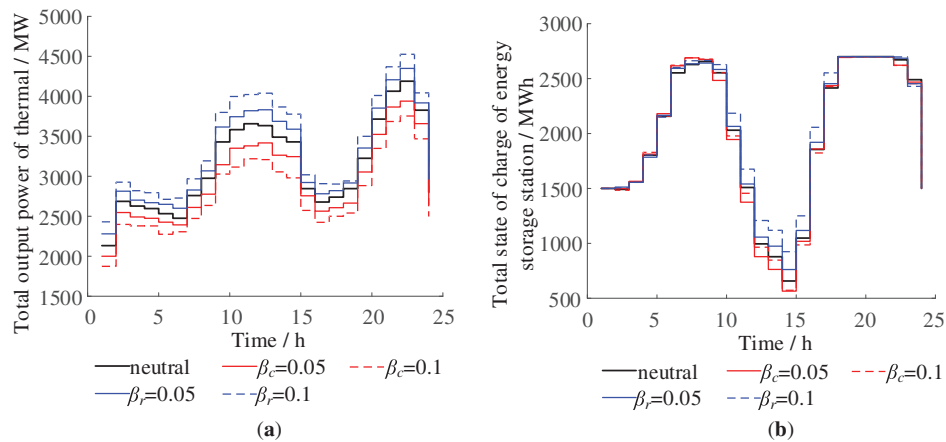 5000
4500
4000
3500
3000
2500
2000
1500
0 5 10 15 20 25
Total output power of thermal / MW
Time / h
neutral βc=0.05 βc=0.1
βr=0.05 βr=0.1
(a)
3000
2500
2000
1500
1000
500
0 5 10 15 20 25
Total state of charge of energy
storage station / MWh
Time / h
neutral βc=0.05 βc=0.1
βr=0.05 βr=0.1
(b)